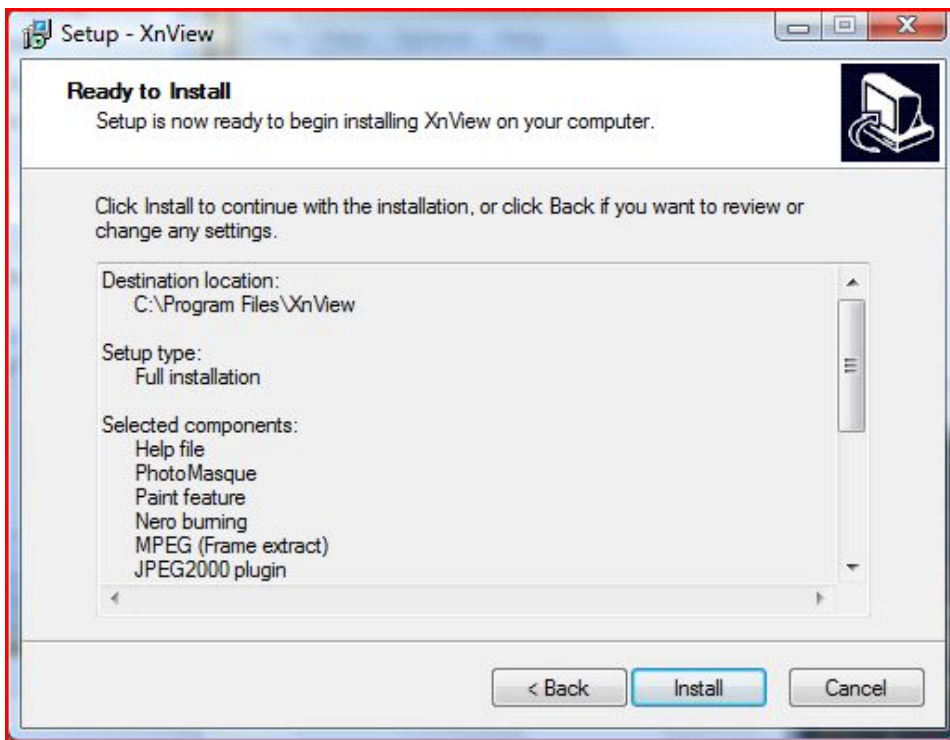 Setup - XnView
Ready to Install
Setup is now ready to begin installing XnView on your computer.
Click Install to continue with the installation, or click Back if you want to review or
change any settings.
Destination location:
C:\Program Files\XnView
Setup type:
Full installation
Selected components:
Help file
PhotoMasque
Paint feature
Nero burning
MPEG (Frame extract)
JPEG2000 plugin
< Back
Install
Cancel